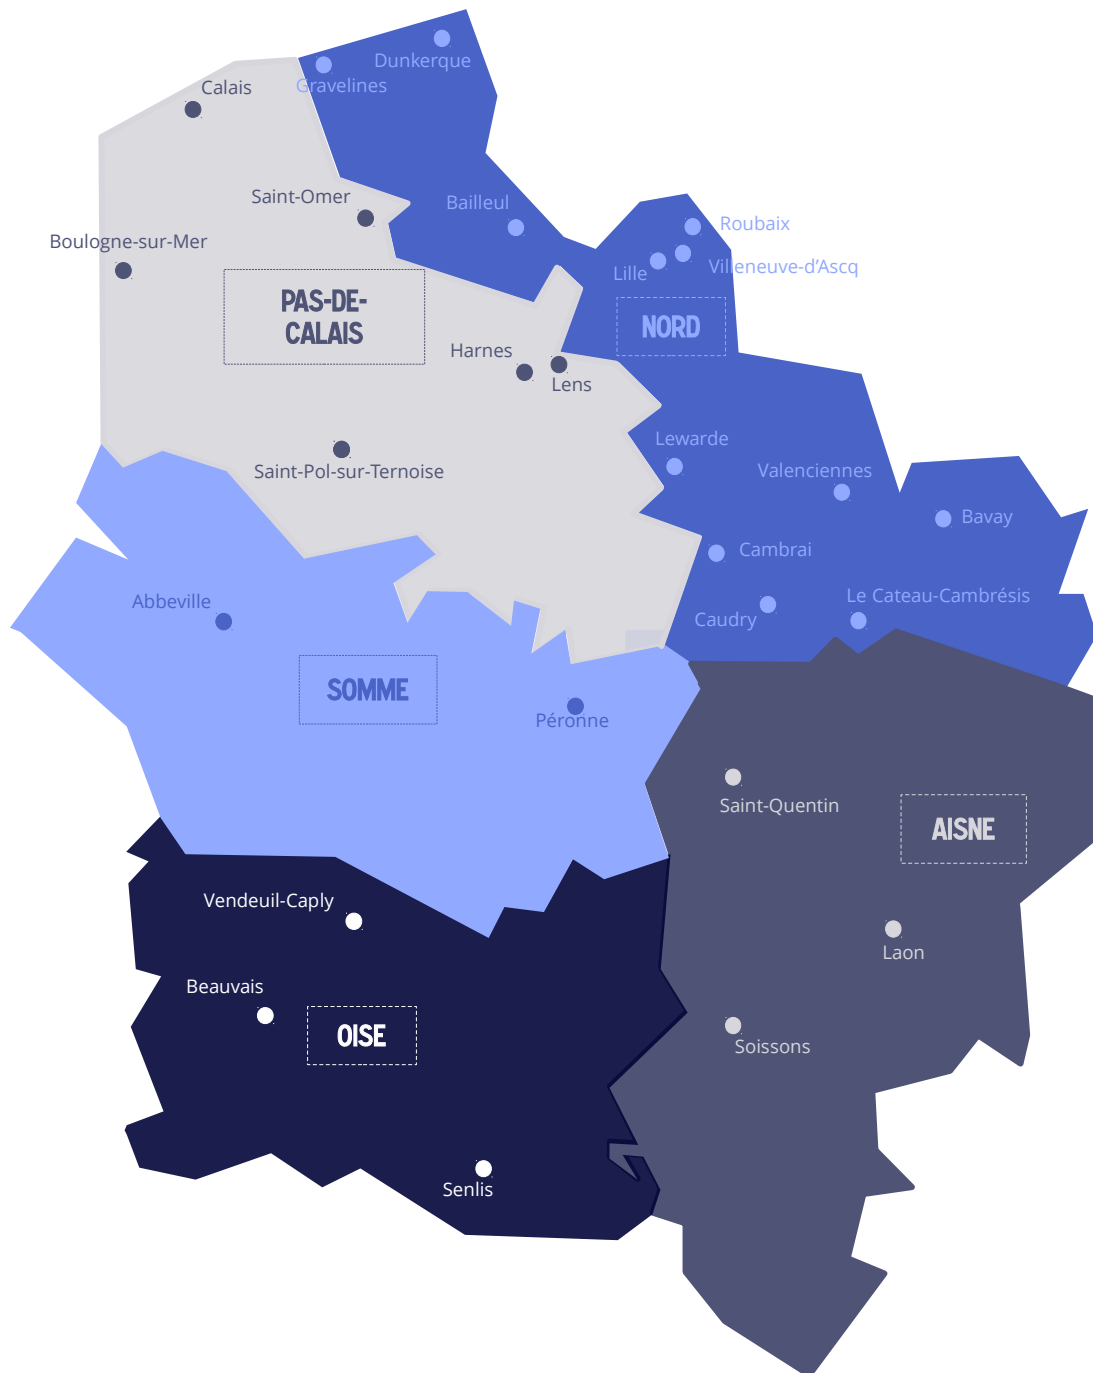 Dunkerque
Gravelines
Calais
Saint-Omer
Bailleul
Roubaix
Boulogne-sur-Mer
Lille
Villeneuve-d’Ascq
PAS-DE-
CALAIS
NORD
Harnes
Lens
Lewarde
Saint-Pol-sur-Ternoise
Valenciennes
Bavay
Cambrai
Abbeville
Le Cateau-Cambrésis
Caudry
SOMME
Péronne
Saint-Quentin
AISNE
Vendeuil-Caply
Laon
Beauvais
OISE
Soissons
Senlis